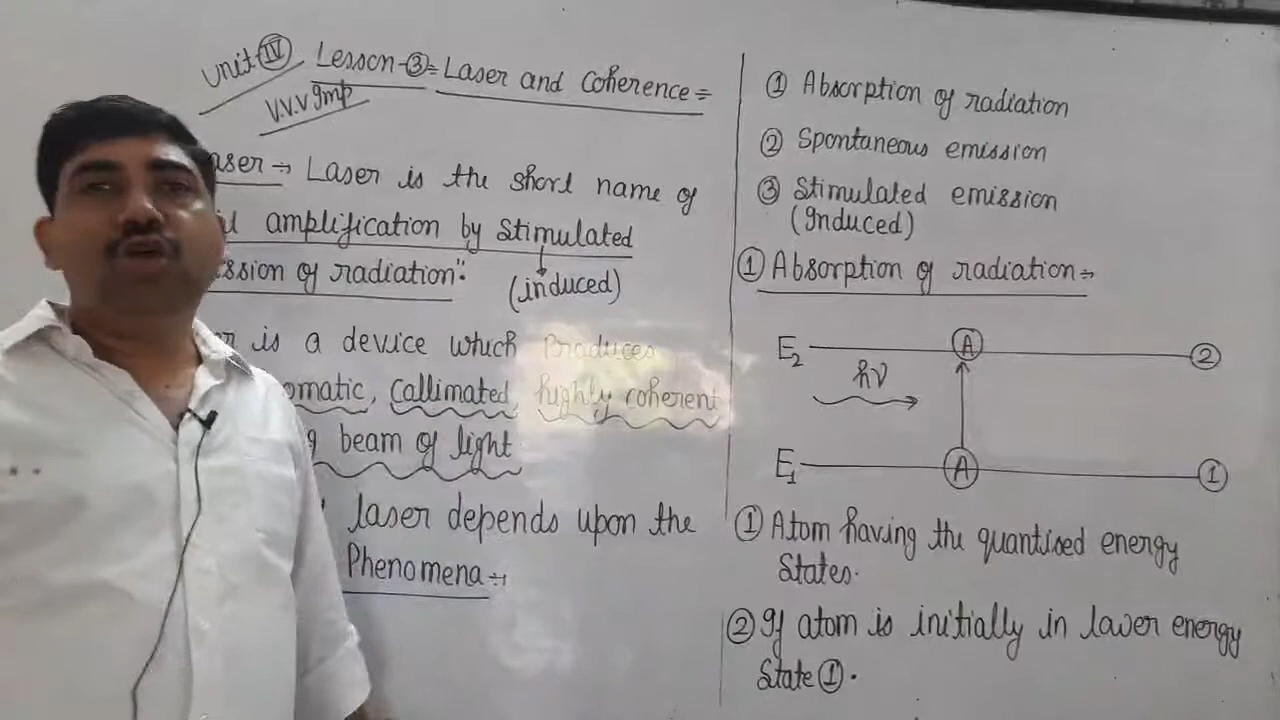 Unit IV Lesson-3= Laser and Coherence=
V.V.V Imp
aser → Laser is the short name of
amplification by Stimulated
ssion of radiation":
(induced)
is a device which Produces
omatic, Callimated, highly coherent
g beam of light
laser depends upon the
Phenomena →
① Absorption of radiation
② Spontaneous emission
③ Stimulated emission
(Induced)
① Absorption of radiation →
E₂ A ②
hν
E₁ A ①
① Atom having the quantised energy
States.
② If atom is initially in lawer energy
State ①.